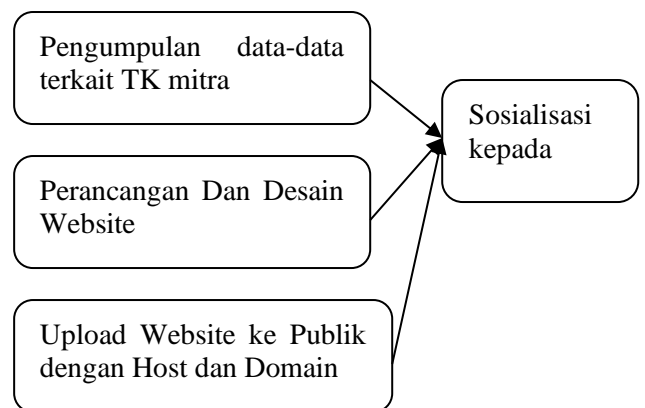 Pengumpulan data-data
terkait TK mitra
Sosialisasi
kepada
Perancangan Dan Desain
Website
Upload Website ke Publik
dengan Host dan Domain